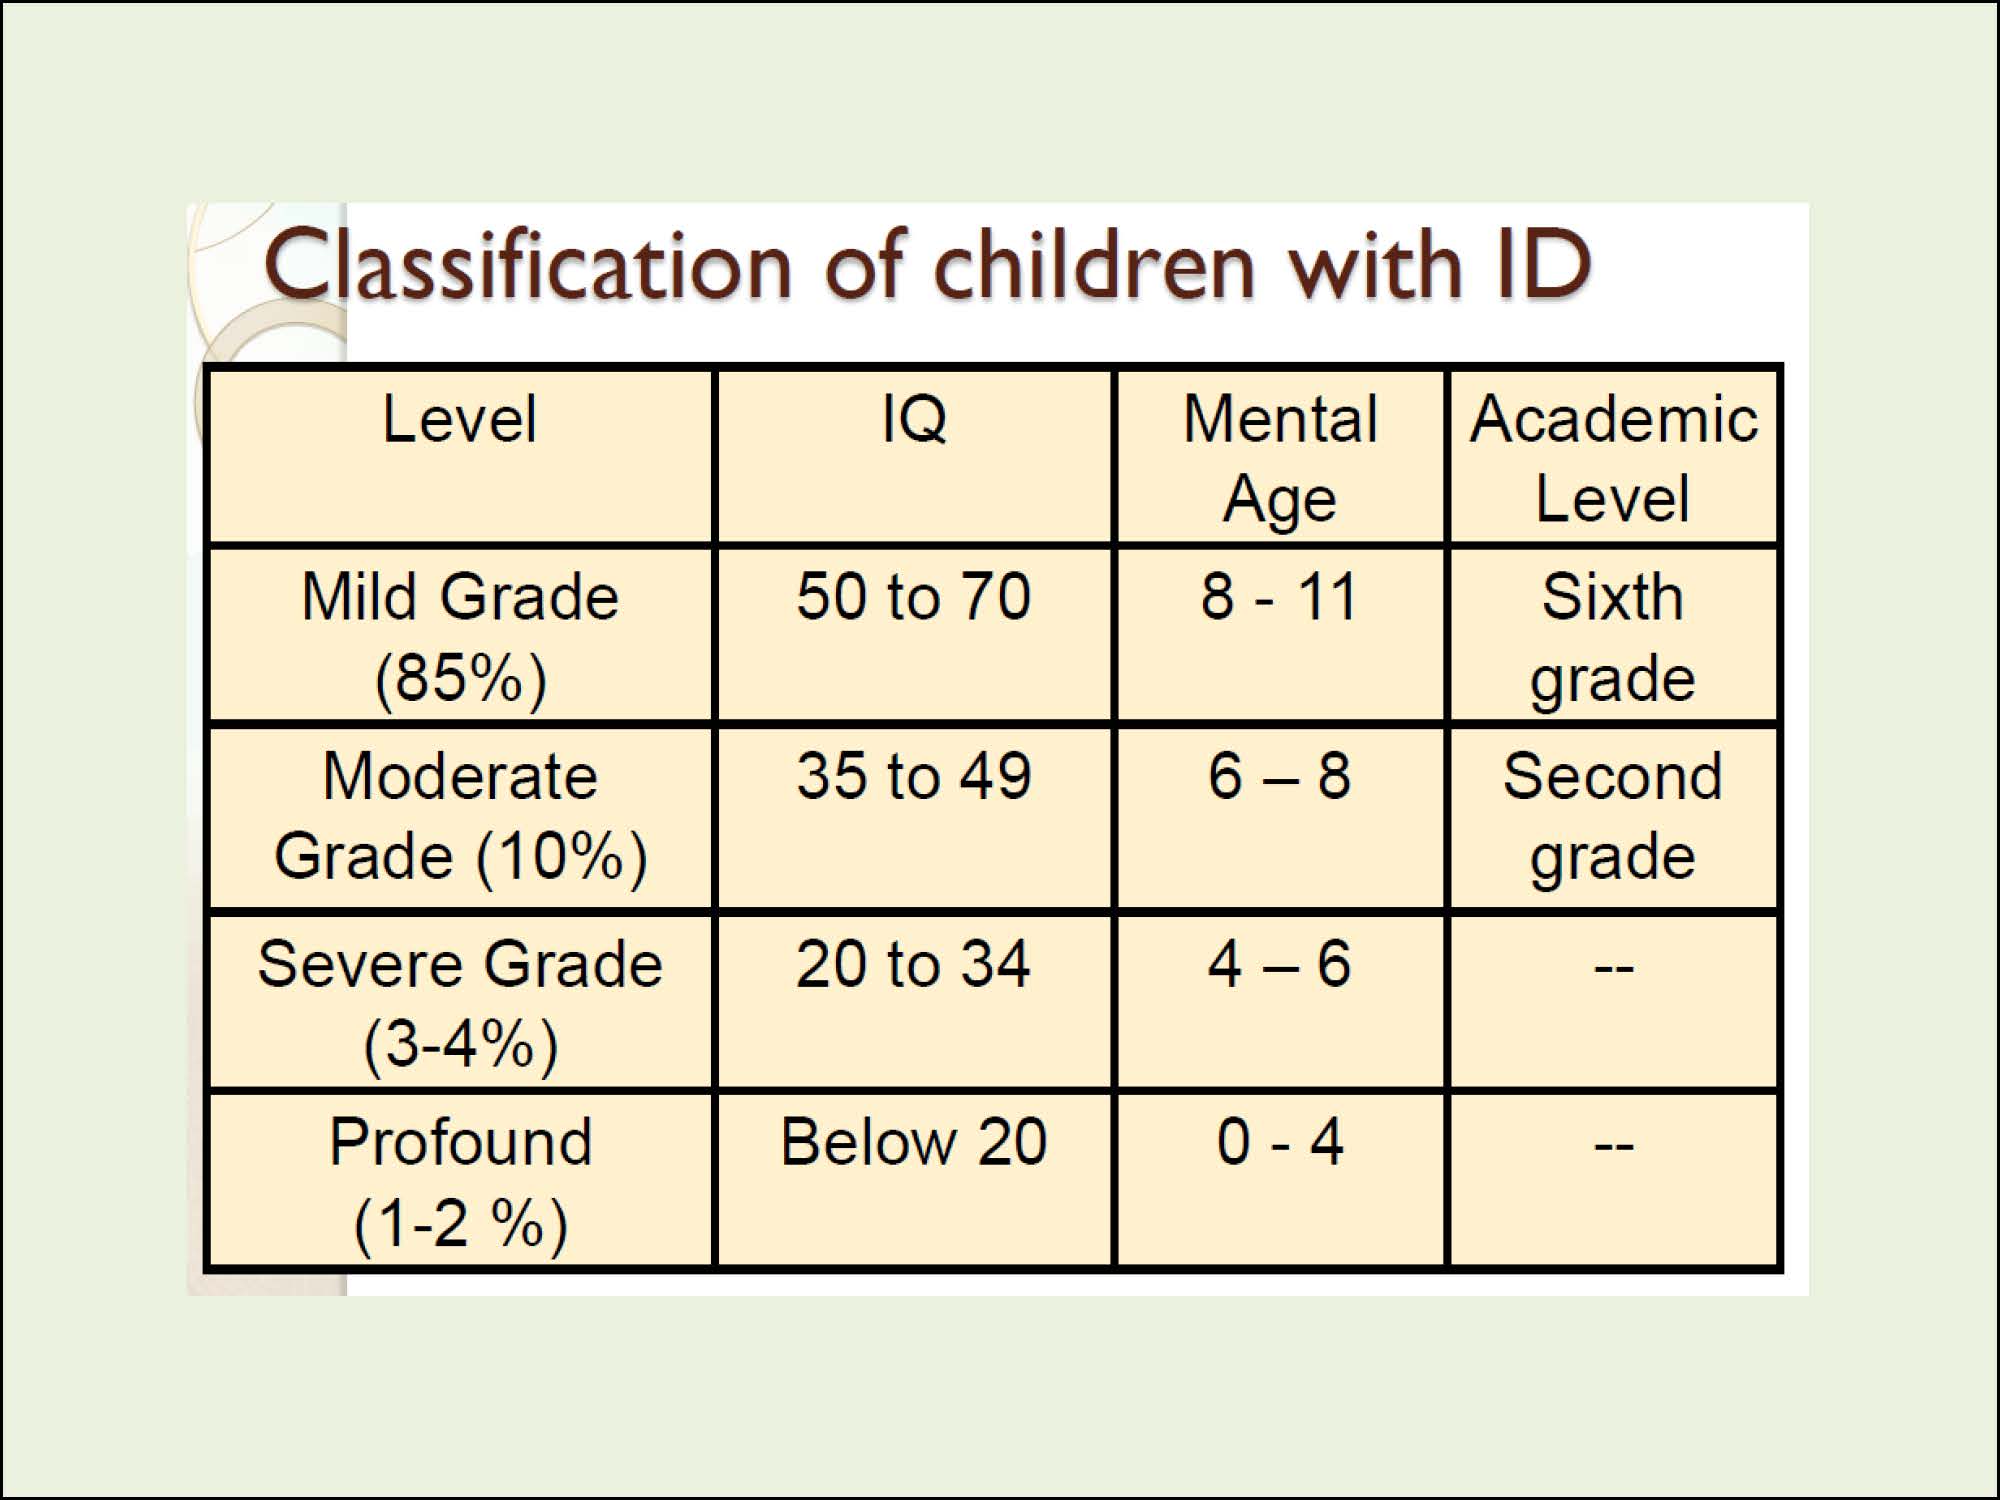 Classification of children with ID
Level
IQ
Mental
Age
Academic
Level
Mild Grade
(85%)
50 to 70
8 - 11
Sixth
grade
Moderate
Grade (10%)
35 to 49
6 – 8
Second
grade
Severe Grade
(3-4%)
20 to 34
4 – 6
--
Profound
(1-2 %)
Below 20
0 - 4
--